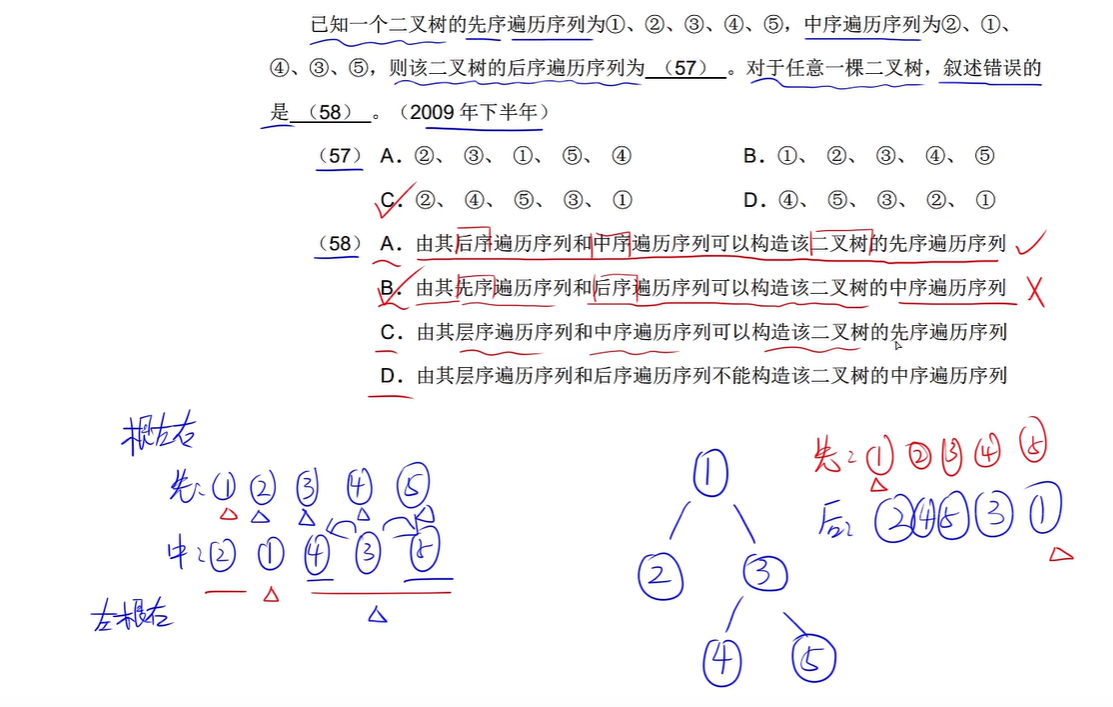 已知一个二叉树的先序遍历序列为①、②、③、④、⑤，中序遍历序列为②、①、
④、③、⑤，则该二叉树的后序遍历序列为 （57） 。对于任意一棵二叉树，叙述错误的
是 （58） 。（2009 年下半年）
（57） A．②、 ③、 ①、 ⑤、 ④ B．①、 ②、 ③、 ④、 ⑤
C．②、 ④、 ⑤、 ③、 ① D．④、 ⑤、 ③、 ②、 ①
（58） A．由其后序遍历序列和中序遍历序列可以构造该二叉树的先序遍历序列
B．由其先序遍历序列和后序遍历序列可以构造该二叉树的中序遍历序列
C．由其层序遍历序列和中序遍历序列可以构造该二叉树的先序遍历序列
D．由其层序遍历序列和后序遍历序列不能构造该二叉树的中序遍历序列
根左右
先: ① ② ③ ④ ⑤
中: ② ① ④ ③ ⑤
左根右
①
② ③
④ ⑤
先: ① ② ③ ④ ⑤
后: ② ④ ⑤ ③ ①